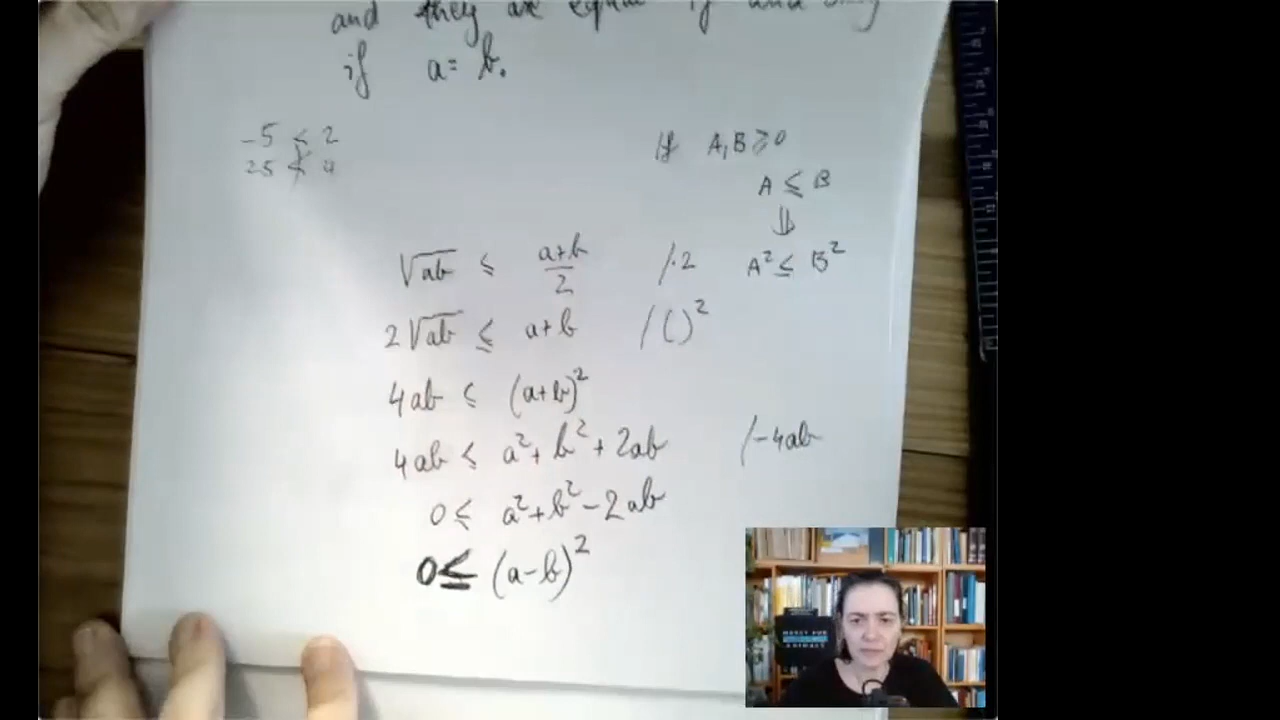 and they are equal if and only
if a = b.
-5 < 2
25 ≮ 4
If A, B ≥ 0
A ≤ B
⇓
A² ≤ B²
√ab ≤ a+b/2 /·2
2√ab ≤ a+b /( )²
4ab ≤ (a+b)²
4ab ≤ a² + b² + 2ab /-4ab
0 ≤ a² + b² - 2ab
0 ≤ (a-b)²